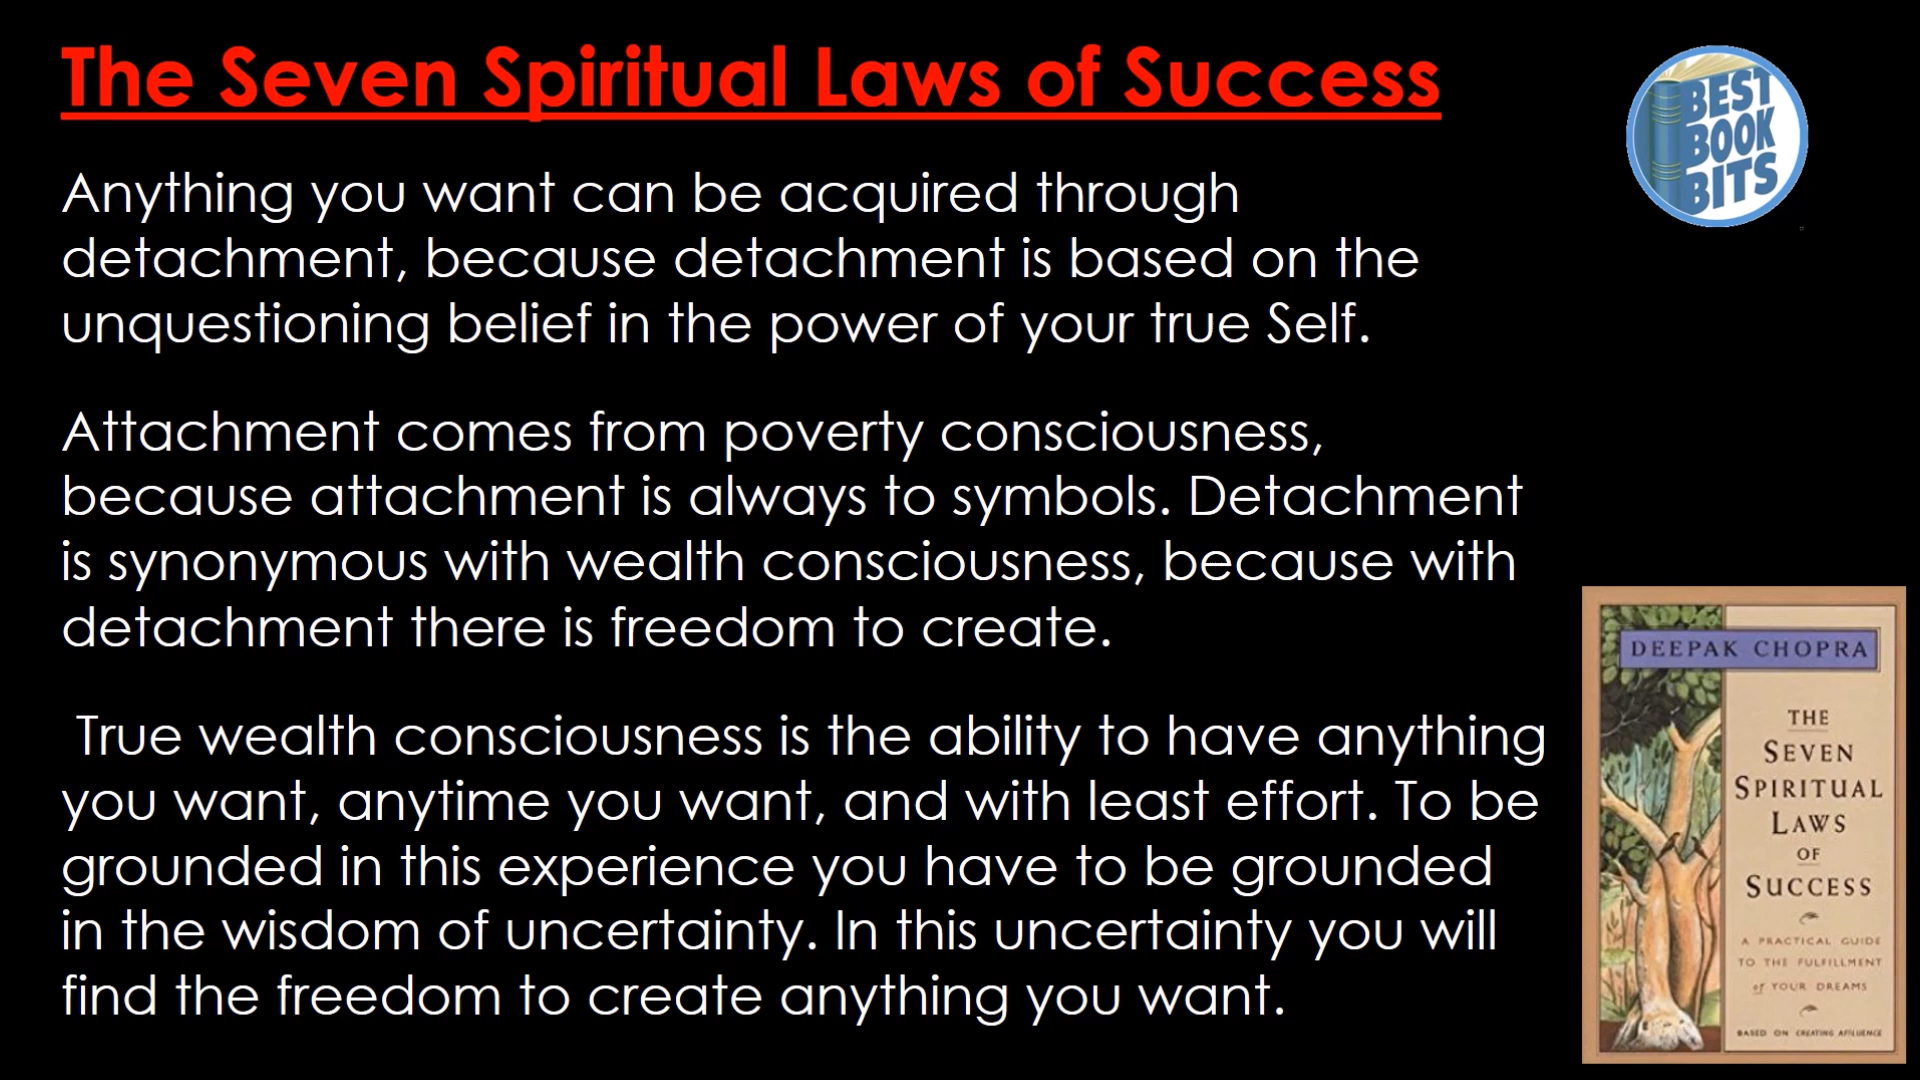 The Seven Spiritual Laws of Success
BEST
BOOK
BITS
Anything you want can be acquired through
detachment, because detachment is based on the
unquestioning belief in the power of your true Self.
Attachment comes from poverty consciousness,
because attachment is always to symbols. Detachment
is synonymous with wealth consciousness, because with
detachment there is freedom to create.
True wealth consciousness is the ability to have anything
you want, anytime you want, and with least effort. To be
grounded in this experience you have to be grounded
in the wisdom of uncertainty. In this uncertainty you will
find the freedom to create anything you want.
DEEPAK CHOPRA
THE
SEVEN
SPIRITUAL
LAWS
OF
SUCCESS
A PRACTICAL GUIDE
TO THE FULFILLMENT
of YOUR DREAMS
BASED ON CREATING AFFLUENCE